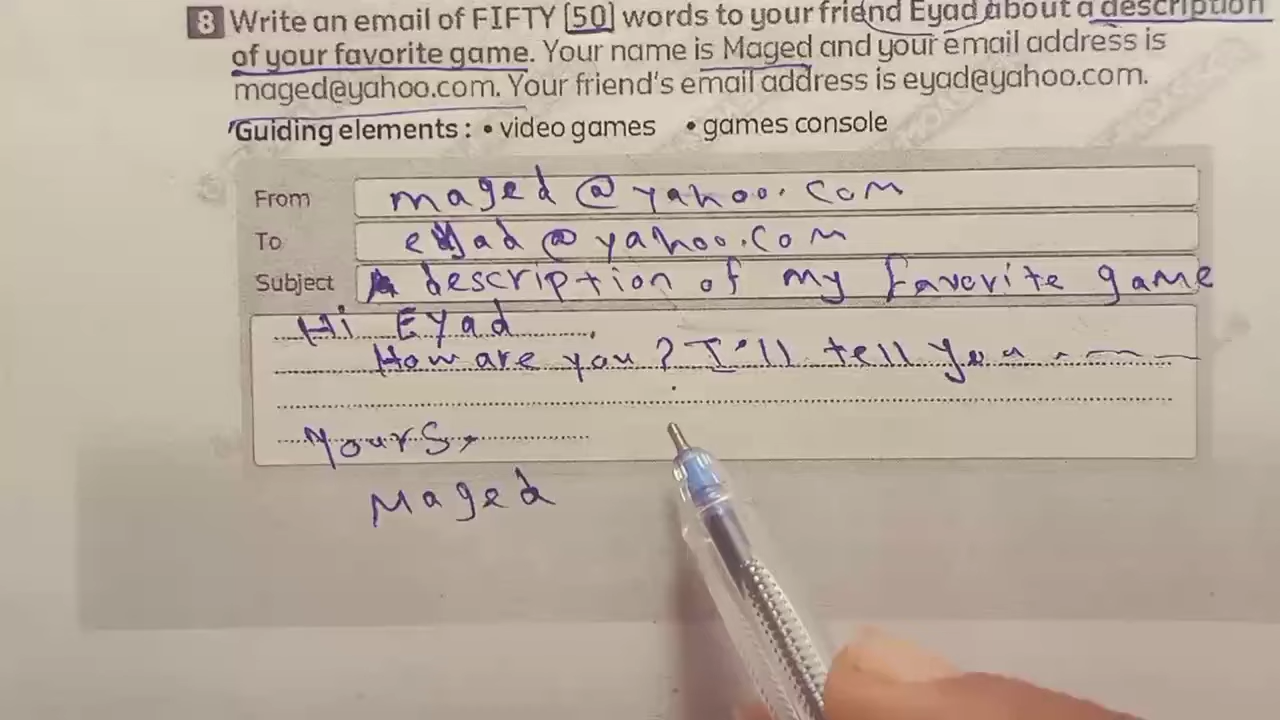 8 Write an email of FIFTY [50] words to your friend Eyad about a description
of your favorite game. Your name is Maged and your email address is
maged@yahoo.com. Your friend's email address is eyad@yahoo.com.
Guiding elements : • video games • games console
From maged @ yahoo.com
To eyad @ yahoo.com
Subject A description of my favorite game
Hi Eyad
How are you? I'll tell you
Yours,
Maged